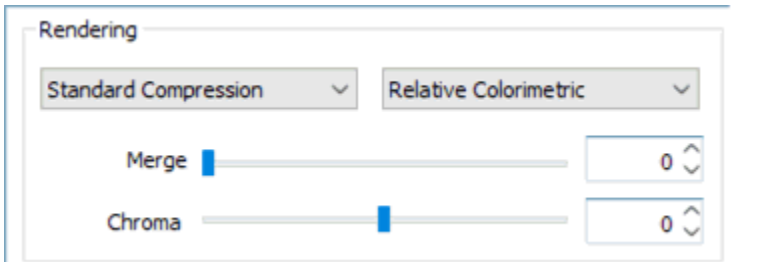 Rendering
Standard Compression Relative Colorimetric
Merge 0
Chroma 0